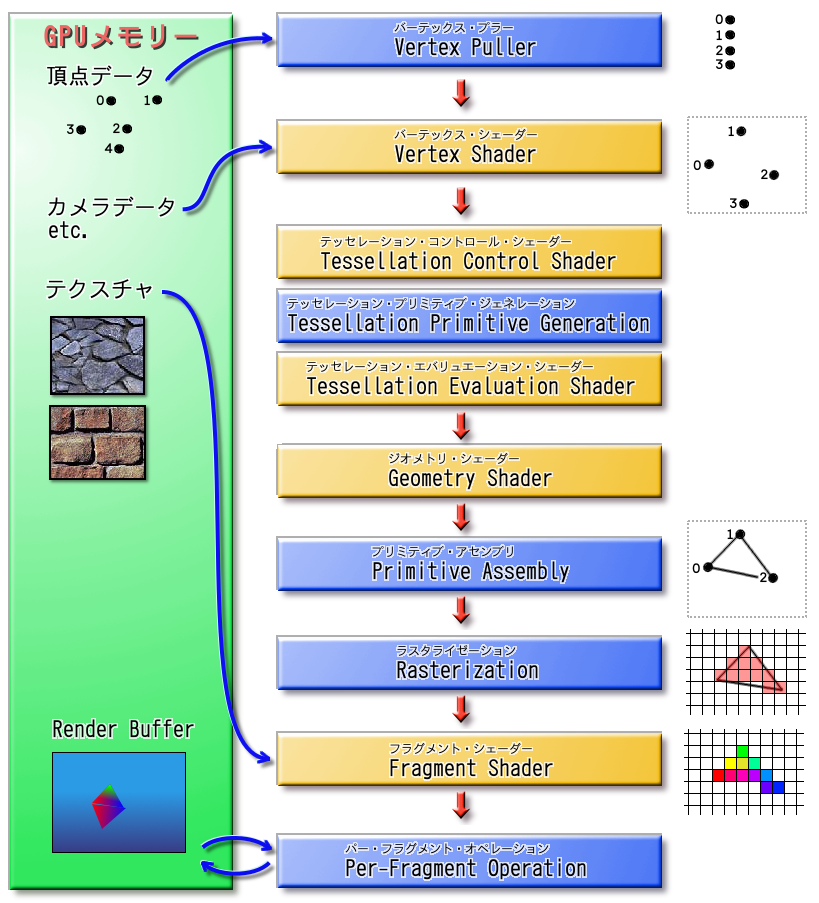 GPUメモリー
頂点データ
0 1
3 2
4
カメラデータ
etc.
テクスチャ
Render Buffer
バーテックス・プラー
Vertex Puller
バーテックス・シェーダー
Vertex Shader
テッセレーション・コントロール・シェーダー
Tessellation Control Shader
テッセレーション・プリミティブ・ジェネレーション
Tessellation Primitive Generation
テッセレーション・エバリュエーション・シェーダー
Tessellation Evaluation Shader
ジオメトリ・シェーダー
Geometry Shader
プリミティブ・アセンブリ
Primitive Assembly
ラスタライゼーション
Rasterization
フラグメント・シェーダー
Fragment Shader
パー・フラグメント・オペレーション
Per-Fragment Operation
0
1
2
3
1
0
2
3
1
0
2